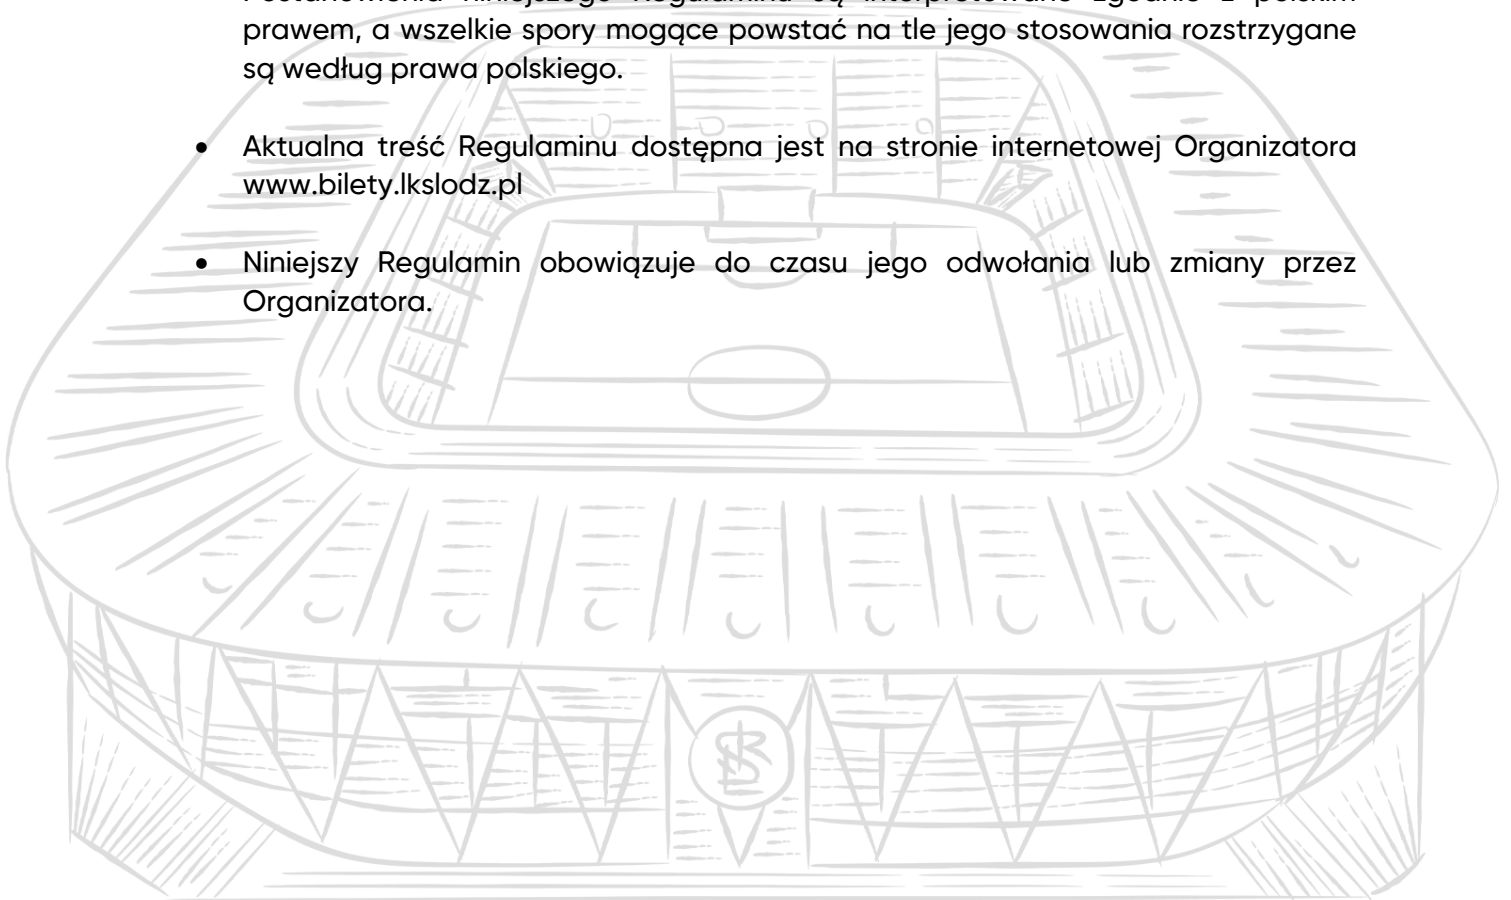 prawem, a wszelkie spory mogące powstać na tle jego stosowania rozstrzygane
są według prawa polskiego.
• Aktualna treść Regulaminu dostępna jest na stronie internetowej Organizatora
www.bilety.lkslodz.pl
• Niniejszy Regulamin obowiązuje do czasu jego odwołania lub zmiany przez
Organizatora.